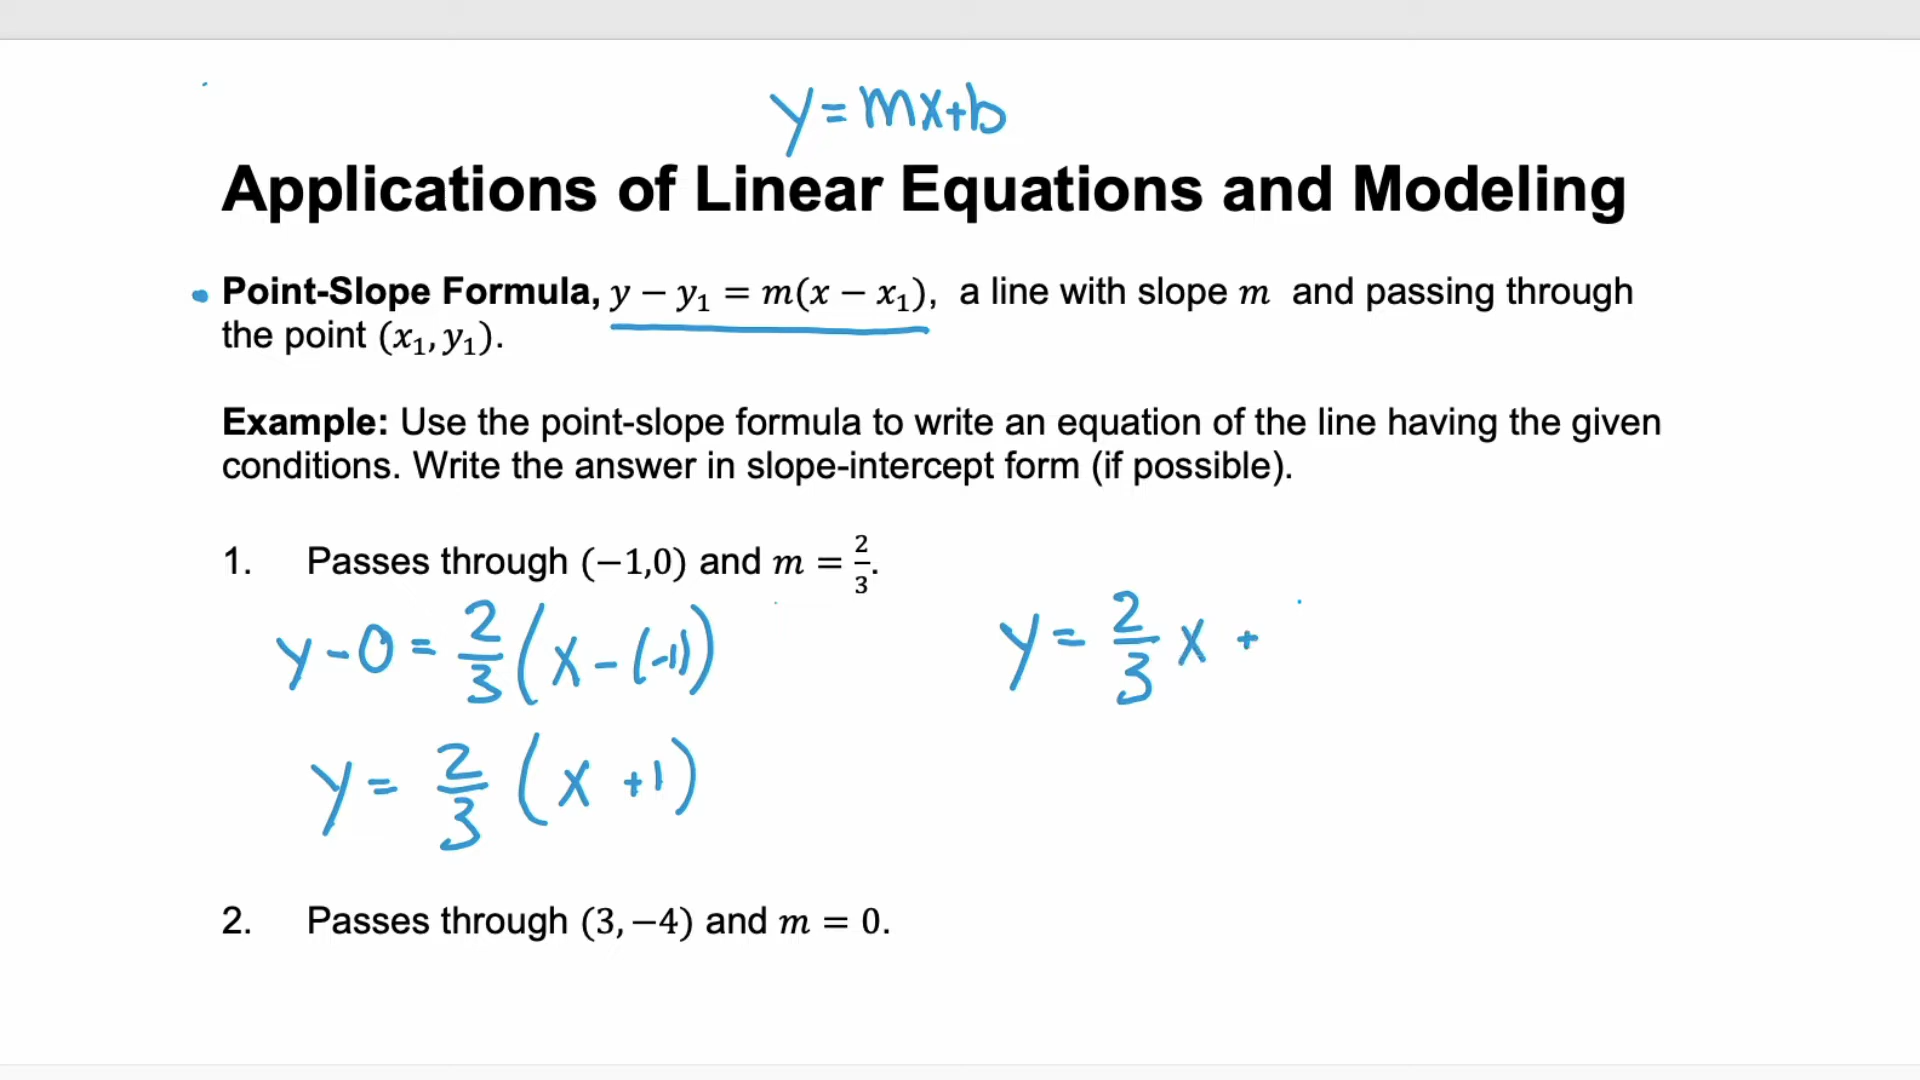 y=mx+b
Applications of Linear Equations and Modeling
Point-Slope Formula, y − y₁ = m(x − x₁), a line with slope m and passing through
the point (x₁, y₁).
Example: Use the point-slope formula to write an equation of the line having the given
conditions. Write the answer in slope-intercept form (if possible).
1. Passes through (−1,0) and m = 2/3.
y-0 = 2/3 (x-(-1))
y = 2/3 x +
y = 2/3 (x +1)
2. Passes through (3, −4) and m = 0.